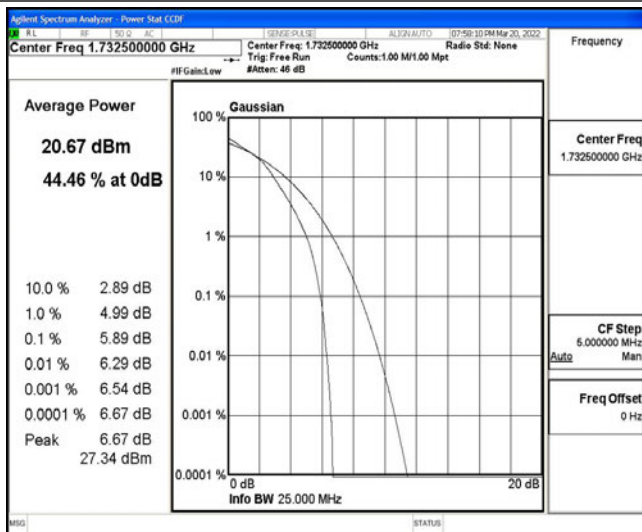 Agilent Spectrum Analyzer - Power Stat CCDF
RL RF 50 Ω AC SENSE:PULSE ALIGN AUTO 07:59:10 PM Mar 20, 2022
Center Freq 1.732500000 GHz
Center Freq: 1.732500000 GHz Radio Std: None
Trig: Free Run Counts:1.00 M/1.00 Mpt
#IFGain:Low #Atten: 46 dB
Frequency
Average Power
20.67 dBm
44.46 % at 0dB
10.0 % 2.89 dB
1.0 % 4.99 dB
0.1 % 5.89 dB
0.01 % 6.29 dB
0.001 % 6.54 dB
0.0001 % 6.67 dB
Peak 6.67 dB
27.34 dBm
Gaussian
100 %
10 %
1 %
0.1 %
0.01 %
0.001 %
0.0001 %
0 dB 20 dB
Info BW 25.000 MHz
Center Freq
1.732500000 GHz
CF Step
5.000000 MHz
Auto Man
Freq Offset
0 Hz
MSG STATUS